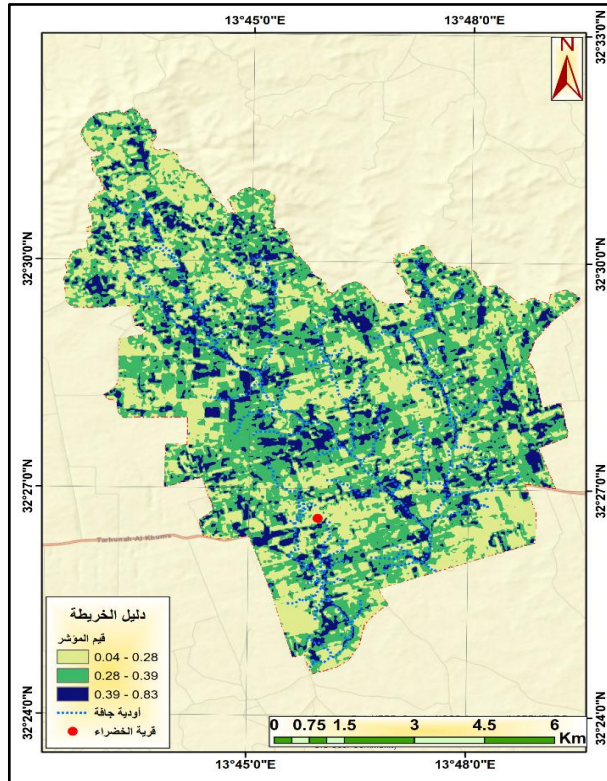 13°45'0"E
13°48'0"E
32°33'0"N
N
32°30'0"N
32°30'0"N
32°27'0"N
32°27'0"N
Tarhunah-Al Khums
دليل الخريطة
قيم المؤشر
0.04 - 0.28
0.28 - 0.39
0.39 - 0.83
أودية جافة
قرية الخضراء
32°24'0"N
32°24'0"N
0 0.75 1.5 3 4.5 6
Km
13°45'0"E
13°48'0"E